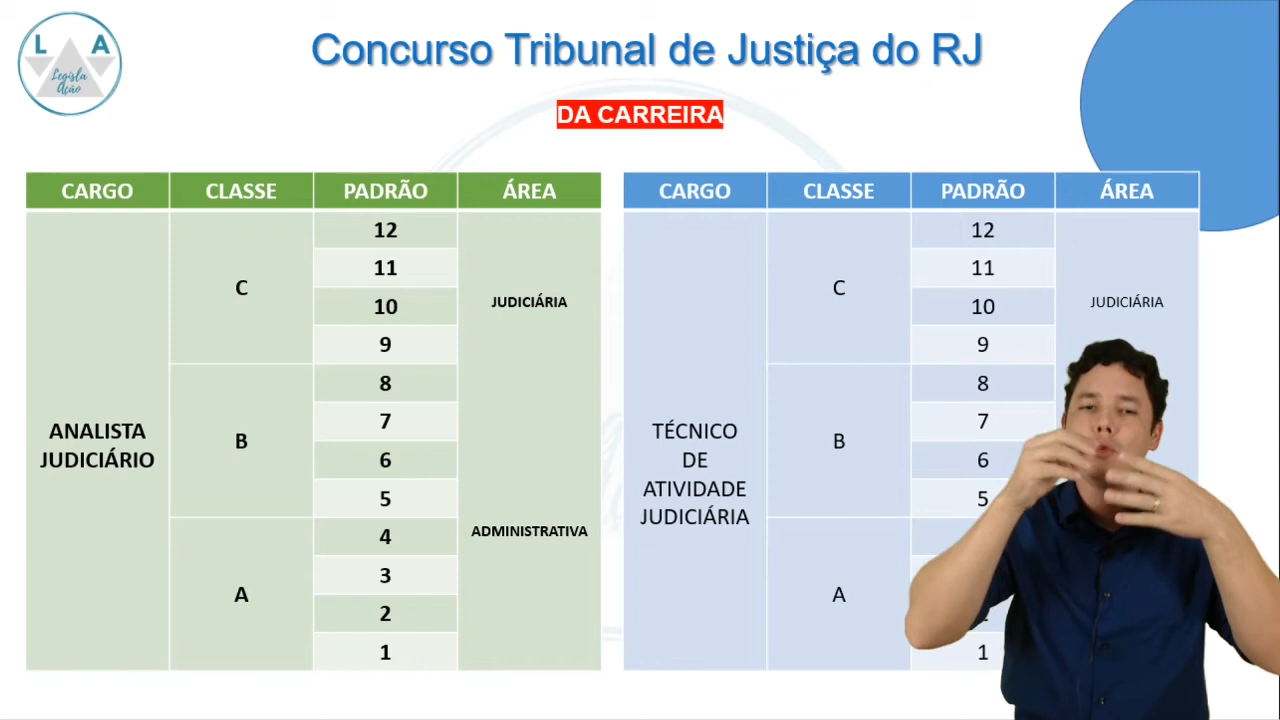 L A
Legisla
Ação
Concurso Tribunal de Justiça do RJ
DA CARREIRA
CARGO CLASSE PADRÃO ÁREA
ANALISTA
JUDICIÁRIO
C
B
A
12
11
10
9
8
7
6
5
4
3
2
1
JUDICIÁRIA
ADMINISTRATIVA
CARGO CLASSE PADRÃO ÁREA
TÉCNICO
DE
ATIVIDADE
JUDICIÁRIA
C
B
A
12
11
10
9
8
7
6
5
1
JUDICIÁRIA